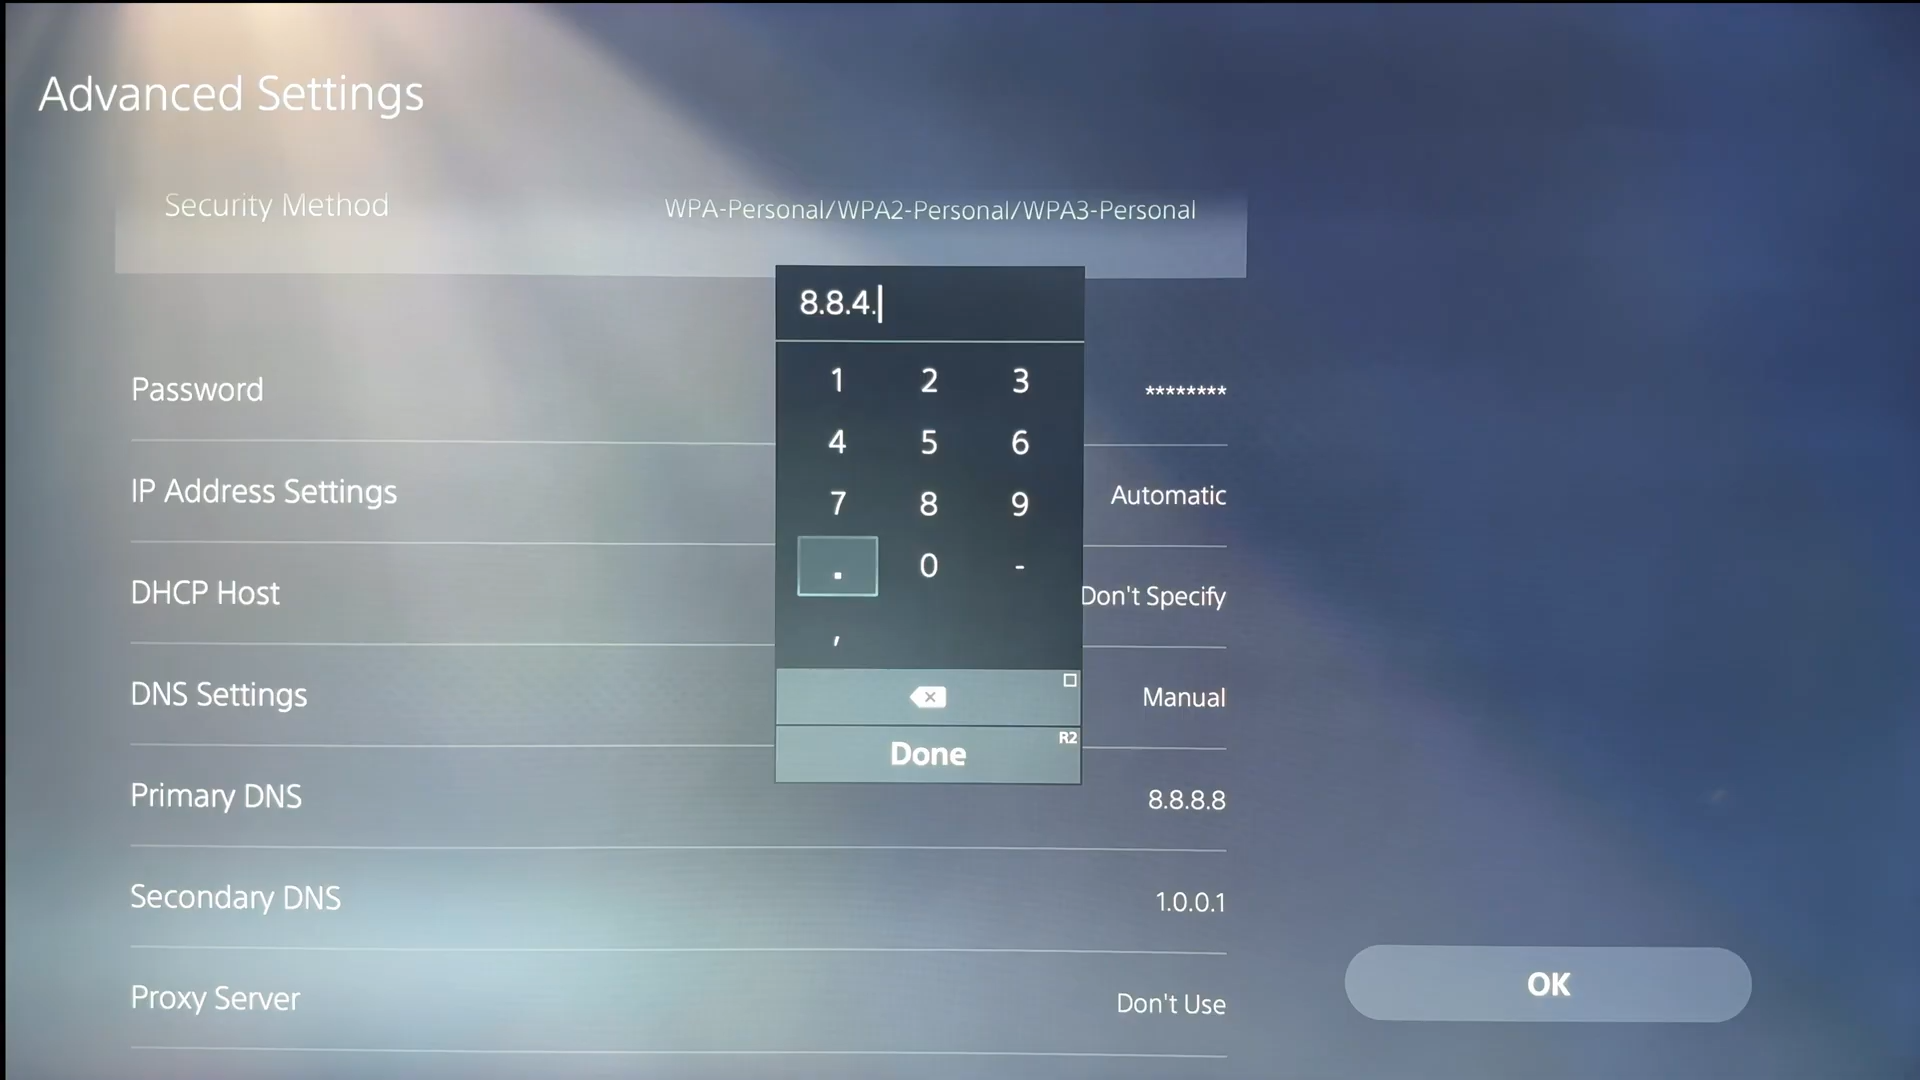 Advanced Settings
Security Method WPA-Personal/WPA2-Personal/WPA3-Personal
8.8.4.
1 2 3
4 5 6
7 8 9
. 0 -
,
R2
Done
Password ********
IP Address Settings Automatic
DHCP Host Don't Specify
DNS Settings Manual
Primary DNS 8.8.8.8
Secondary DNS 1.0.0.1
Proxy Server Don't Use
OK